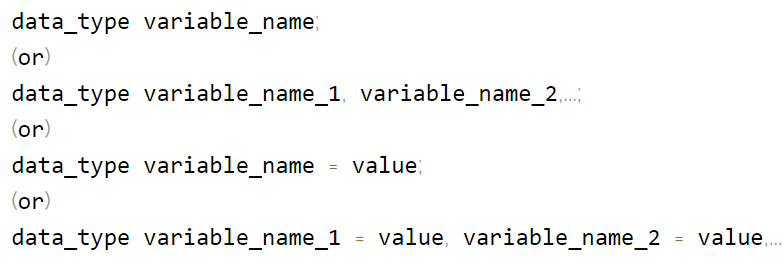 data_type variable_name;
(or)
data_type variable_name_1, variable_name_2,...;
(or)
data_type variable_name = value;
(or)
data_type variable_name_1 = value, variable_name_2 = value,...